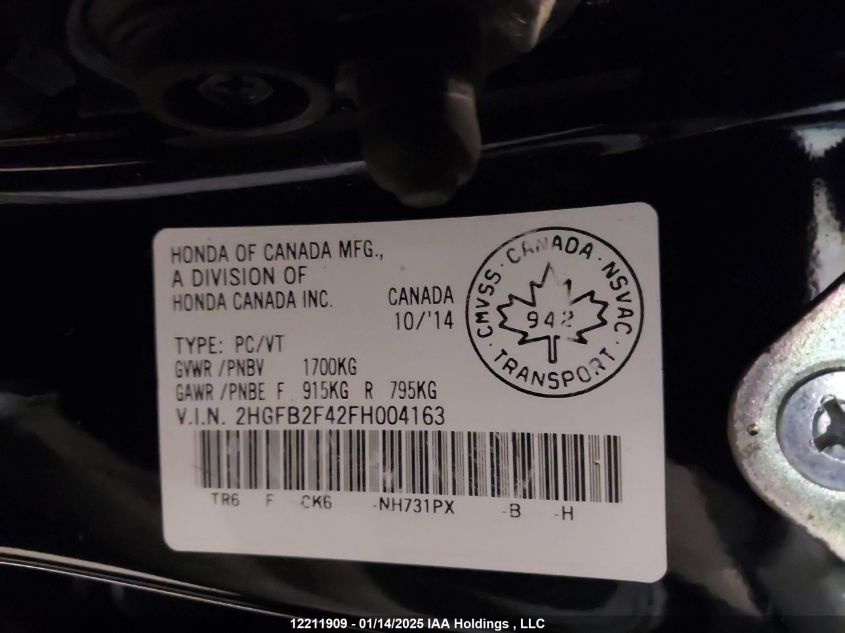 HONDA OF CANADA MFG.,
A DIVISION OF
HONDA CANADA INC.
CANADA
10/'14
CMVSS · CANADA · NSVAC · TRANSPORT ·
942
TYPE: PC/VT
GVWR /PNBV 1700KG
GAWR /PNBE F 915KG R 795KG
V.I.N. 2HGFB2F42FH004163
TR6 F CK6 -NH731PX -B -H
12211909 - 01/14/2025 IAA Holdings , LLC